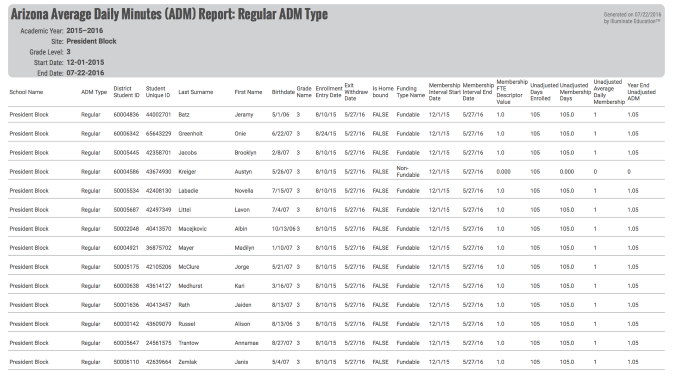 Arizona Average Daily Minutes (ADM) Report: Regular ADM Type
Generated on 07/22/2016
by Illuminate Education™
Academic Year: 2015–2016
Site: President Block
Grade Level: 3
Start Date: 12-01-2015
End Date: 07-22-2016
School Name ADM Type District Student ID Student Unique ID Last Surname First Name Birthdate Grade Name Enrollment Entry Date Exit Withdraw Date Is Home bound Funding Type Name Membership Interval Start Date Membership Interval End Date Membership FTE Descriptor Value Unadjusted Days Enrolled Unadjusted Membership Days Unadjusted Average Daily Membership Year End Unadjusted ADM
President Block Regular 60004836 44002701 Batz Jeramy 5/1/06 3 8/10/15 5/27/16 FALSE Fundable 12/1/15 5/27/16 1.0 105 105.0 1 1.05
President Block Regular 60006342 65643229 Greenholt Onie 6/22/07 3 8/24/15 5/27/16 FALSE Fundable 12/1/15 5/27/16 1.0 105 105.0 1 1.05
President Block Regular 50005445 42358701 Jacobs Brooklyn 2/8/07 3 8/10/15 5/27/16 FALSE Fundable 12/1/15 5/27/16 1.0 105 105.0 1 1.05
President Block Regular 60004586 43674930 Kreiger Austyn 5/26/07 3 8/10/15 5/27/16 FALSE Non-Fundable 12/1/15 5/27/16 0.000 105 0.000 0 0
President Block Regular 50005534 42408130 Labadie Novella 7/15/07 3 8/10/15 5/27/16 FALSE Fundable 12/1/15 5/27/16 1.0 105 105.0 1 1.05
President Block Regular 50005687 42497349 Littel Lavon 7/4/07 3 8/10/15 5/27/16 FALSE Fundable 12/1/15 5/27/16 1.0 105 105.0 1 1.05
President Block Regular 50002048 40413570 Macejkovic Albin 10/13/06 3 8/10/15 5/27/16 FALSE Fundable 12/1/15 5/27/16 1.0 105 105.0 1 1.05
President Block Regular 60004921 36875702 Mayer Madilyn 1/10/07 3 8/10/15 5/27/16 FALSE Fundable 12/1/15 5/27/16 1.0 105 105.0 1 1.05
President Block Regular 50005175 42105206 McClure Jorge 5/21/07 3 8/10/15 5/27/16 FALSE Fundable 12/1/15 5/27/16 1.0 105 105.0 1 1.05
President Block Regular 60000638 43614127 Medhurst Kari 3/16/07 3 8/10/15 5/27/16 FALSE Fundable 12/1/15 5/27/16 1.0 105 105.0 1 1.05
President Block Regular 50001636 40413457 Rath Jaiden 8/13/07 3 8/10/15 5/27/16 FALSE Fundable 12/1/15 5/27/16 1.0 105 105.0 1 1.05
President Block Regular 60000142 43609079 Russel Alison 8/13/06 3 8/10/15 5/27/16 FALSE Fundable 12/1/15 5/27/16 1.0 105 105.0 1 1.05
President Block Regular 60005647 24561575 Trantow Annamae 8/27/07 3 8/10/15 5/27/16 FALSE Fundable 12/1/15 5/27/16 1.0 105 105.0 1 1.05
President Block Regular 50006110 42639664 Zemlak Janis 5/4/07 3 8/10/15 5/27/16 FALSE Fundable 12/1/15 5/27/16 1.0 105 105.0 1 1.05